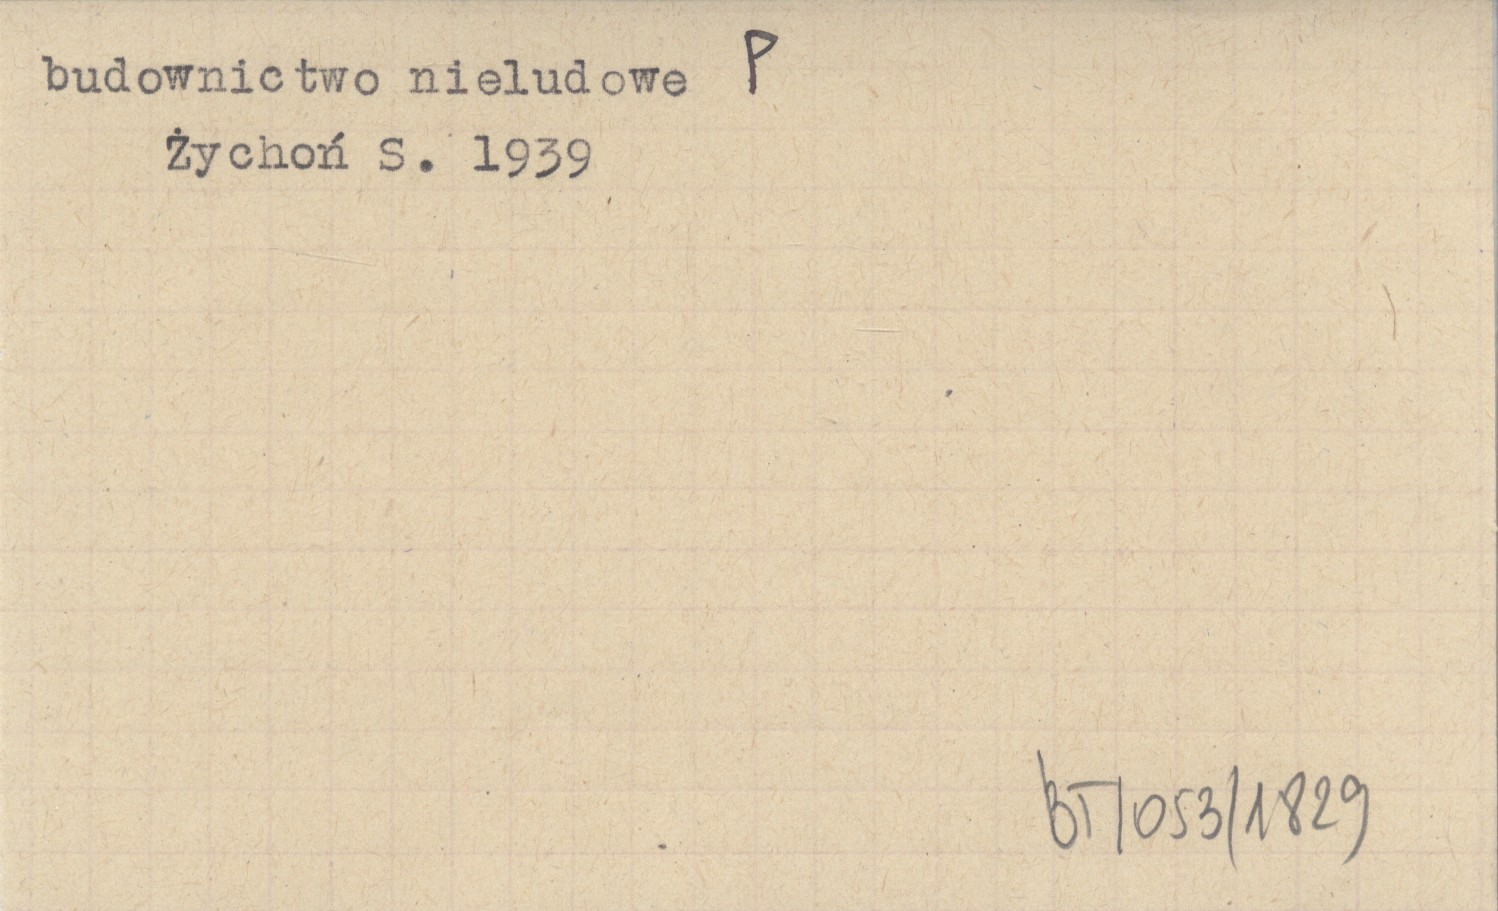 budownictwo nieludowe P
Żychoń S. 1939
BT/053/1829